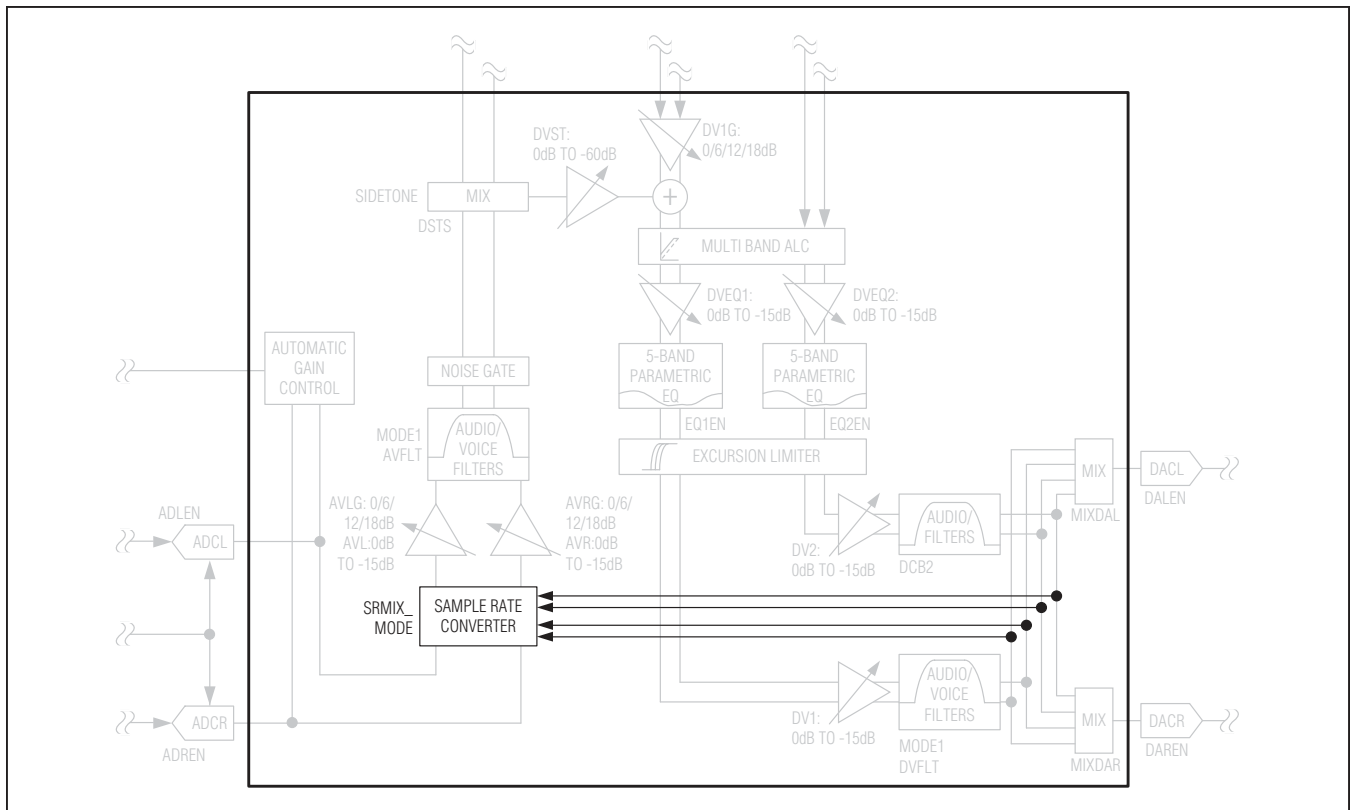 DVST:
0dB TO -60dB
DV1G:
0/6/12/18dB
SIDETONE
MIX
DSTS
+
MULTI BAND ALC
DVEQ1:
0dB TO -15dB
DVEQ2:
0dB TO -15dB
AUTOMATIC
GAIN
CONTROL
NOISE GATE
5-BAND
PARAMETRIC
EQ
5-BAND
PARAMETRIC
EQ
EQ1EN
EQ2EN
MODE1
AVFLT
AUDIO/
VOICE
FILTERS
EXCURSION LIMITER
MIX
DACL
DALEN
MIXDAL
AVLG: 0/6/
12/18dB
AVL:0dB
TO -15dB
AVRG: 0/6/
12/18dB
AVR:0dB
TO -15dB
ADLEN
ADCL
AUDIO/
FILTERS
DV2:
0dB TO -15dB
DCB2
SRMIX_
MODE
SAMPLE RATE
CONVERTER
AUDIO/
VOICE
FILTERS
DV1:
0dB TO -15dB
MODE1
DVFLT
ADCR
ADREN
MIX
DACR
DAREN
MIXDAR